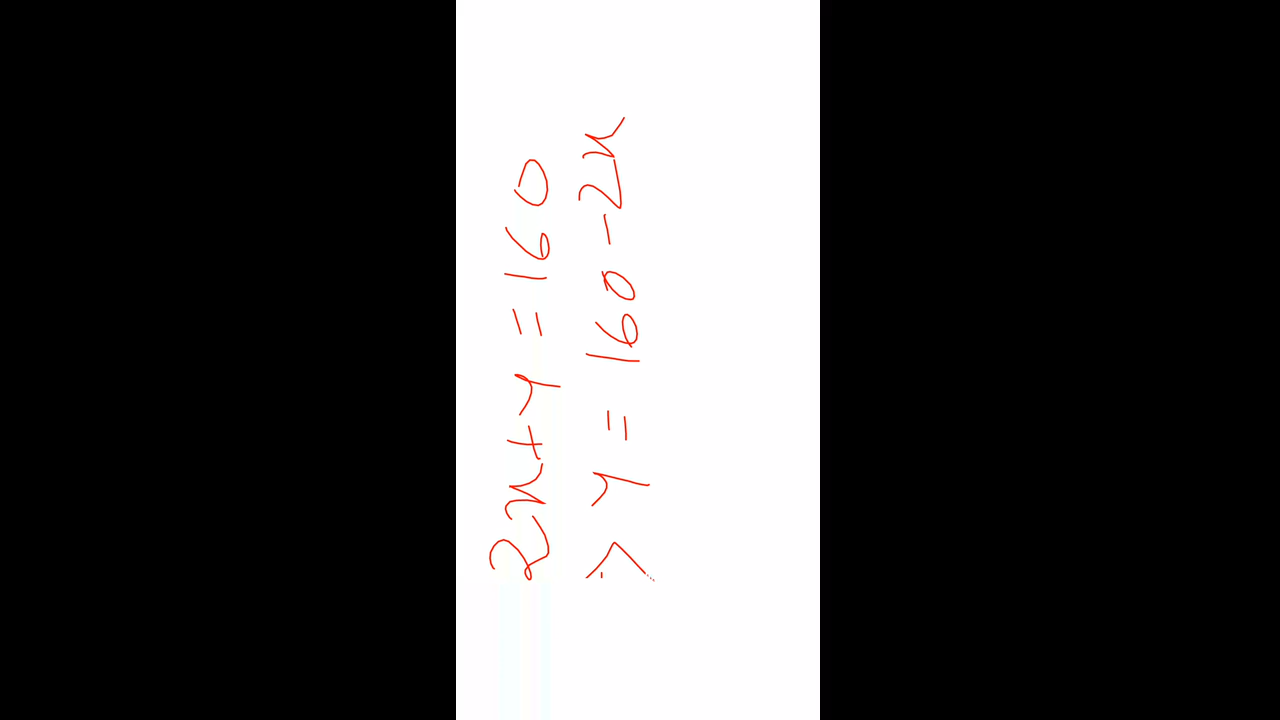 2x+y = 160
⇒ y = 160 - 2x